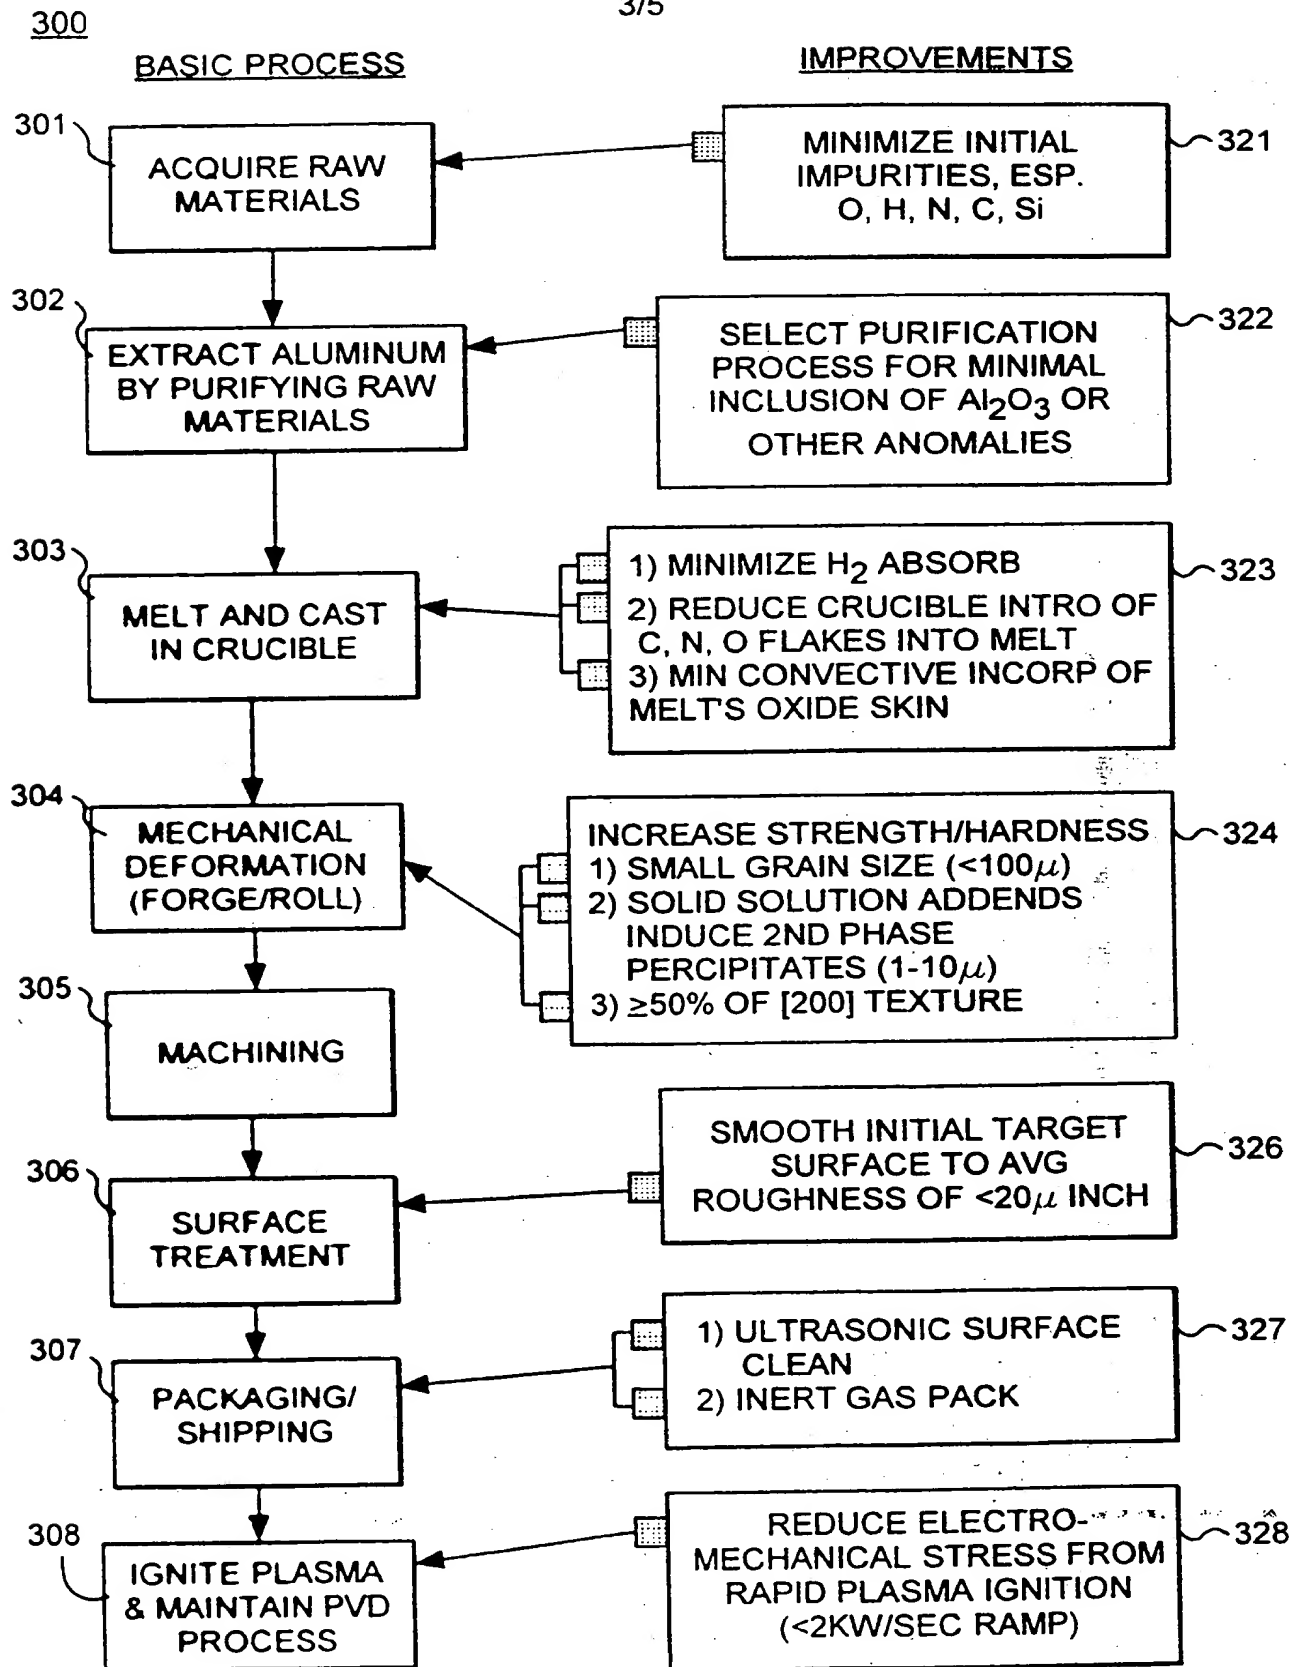 3/5
300
BASIC PROCESS
IMPROVEMENTS
301
ACQUIRE RAW
MATERIALS
MINIMIZE INITIAL
IMPURITIES, ESP.
O, H, N, C, Si
321
302
EXTRACT ALUMINUM
BY PURIFYING RAW
MATERIALS
SELECT PURIFICATION
PROCESS FOR MINIMAL
INCLUSION OF Al₂O₃ OR
OTHER ANOMALIES
322
303
MELT AND CAST
IN CRUCIBLE
1) MINIMIZE H₂ ABSORB
2) REDUCE CRUCIBLE INTRO OF
C, N, O FLAKES INTO MELT
3) MIN CONVECTIVE INCORP OF
MELT'S OXIDE SKIN
323
304
MECHANICAL
DEFORMATION
(FORGE/ROLL)
INCREASE STRENGTH/HARDNESS
1) SMALL GRAIN SIZE (<100μ)
2) SOLID SOLUTION ADDENDS
INDUCE 2ND PHASE
PERCIPITATES (1-10μ)
3) ≥50% OF [200] TEXTURE
324
305
MACHINING
306
SURFACE
TREATMENT
SMOOTH INITIAL TARGET
SURFACE TO AVG
ROUGHNESS OF <20μ INCH
326
307
PACKAGING/
SHIPPING
1) ULTRASONIC SURFACE
CLEAN
2) INERT GAS PACK
327
308
IGNITE PLASMA
& MAINTAIN PVD
PROCESS
REDUCE ELECTRO-
MECHANICAL STRESS FROM
RAPID PLASMA IGNITION
(<2KW/SEC RAMP)
328